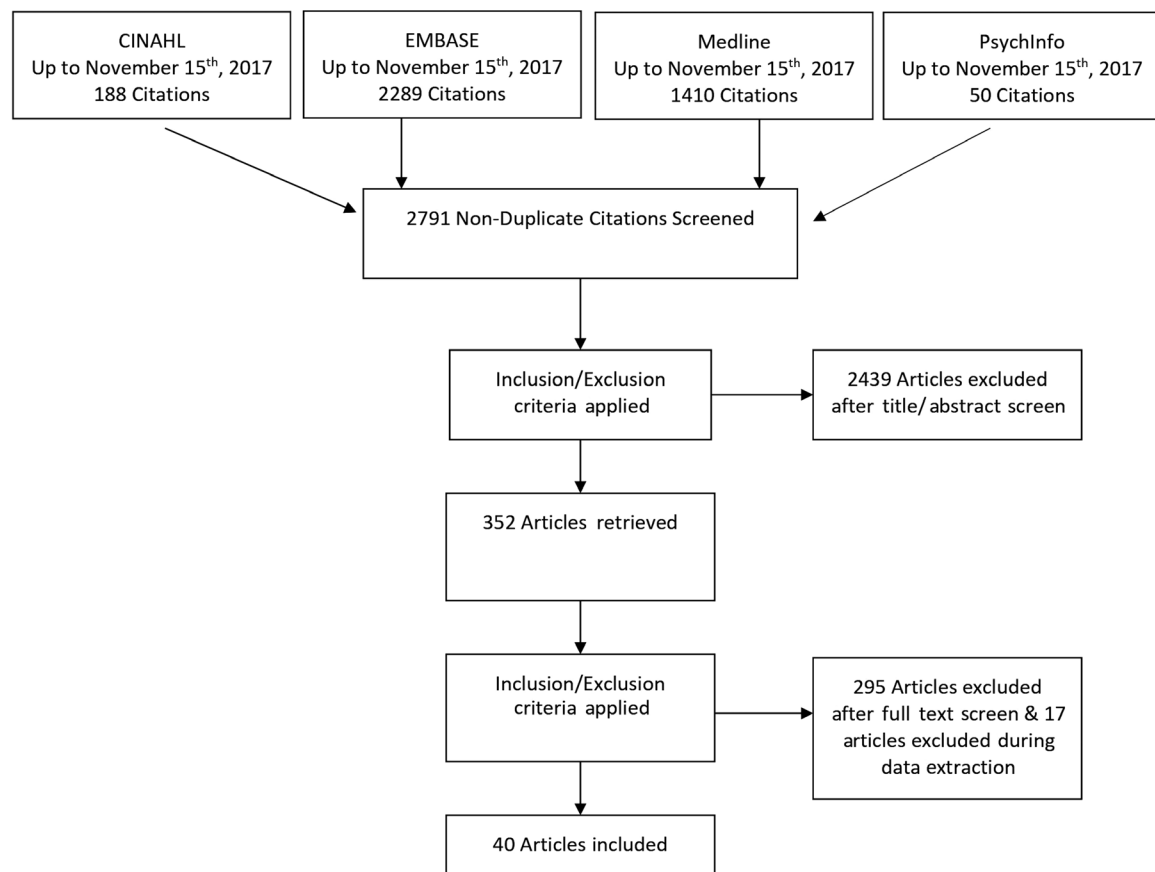 CINAHL
Up to November 15th, 2017
188 Citations
EMBASE
Up to November 15th, 2017
2289 Citations
Medline
Up to November 15th, 2017
1410 Citations
PsychInfo
Up to November 15th, 2017
50 Citations
2791 Non-Duplicate Citations Screened
Inclusion/Exclusion
criteria applied
2439 Articles excluded
after title/abstract screen
352 Articles retrieved
Inclusion/Exclusion
criteria applied
295 Articles excluded
after full text screen & 17
articles excluded during
data extraction
40 Articles included